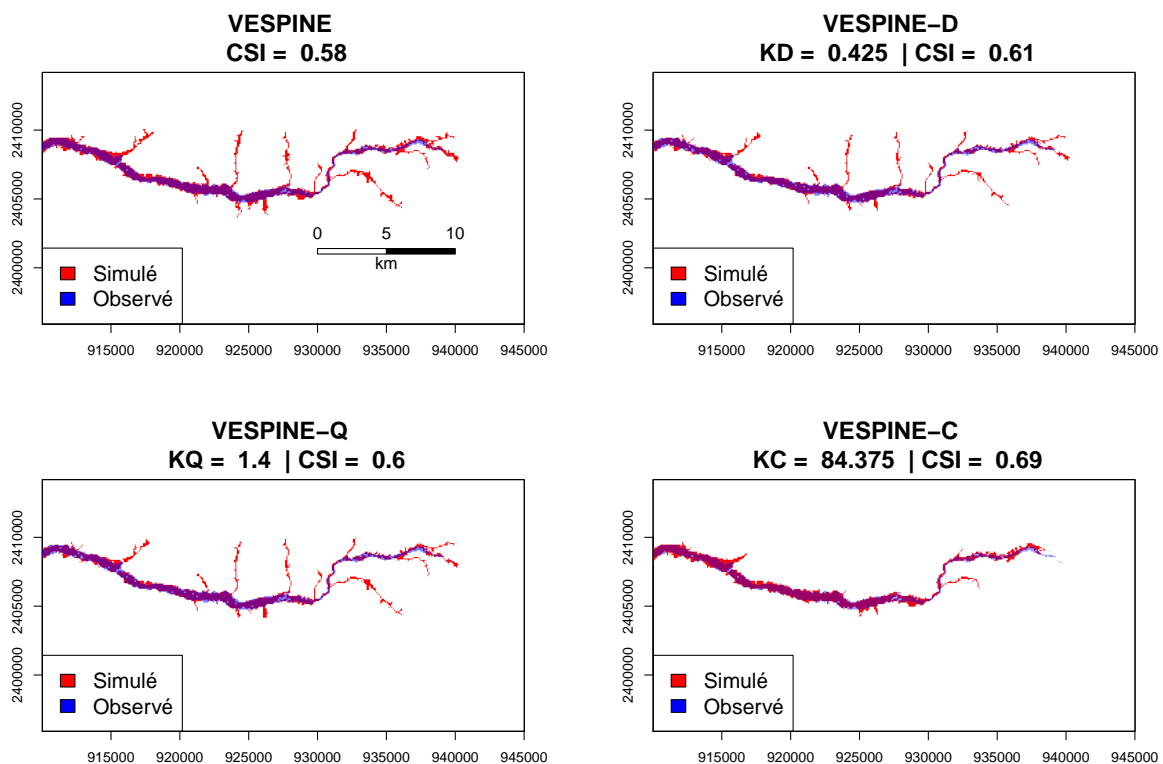 VESPINE
CSI = 0.58
2400000 2405000 2410000
0 5 10
km
Simulé
Observé
915000 920000 925000 930000 935000 940000 945000
VESPINE−D
KD = 0.425 | CSI = 0.61
2400000 2405000 2410000
Simulé
Observé
915000 920000 925000 930000 935000 940000 945000
VESPINE−Q
KQ = 1.4 | CSI = 0.6
2400000 2405000 2410000
Simulé
Observé
915000 920000 925000 930000 935000 940000 945000
VESPINE−C
KC = 84.375 | CSI = 0.69
2400000 2405000 2410000
Simulé
Observé
915000 920000 925000 930000 935000 940000 945000